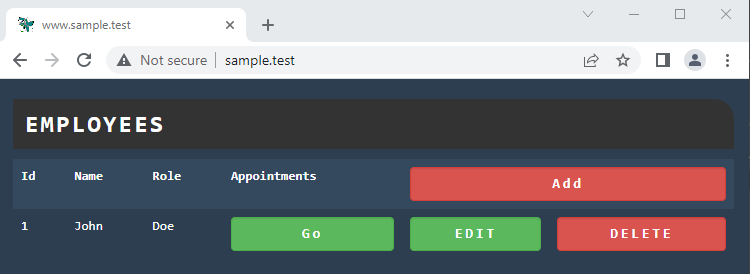 www.sample.test
Not secure sample.test
EMPLOYEES
Id Name Role Appointments Add
1 John Doe Go EDIT DELETE